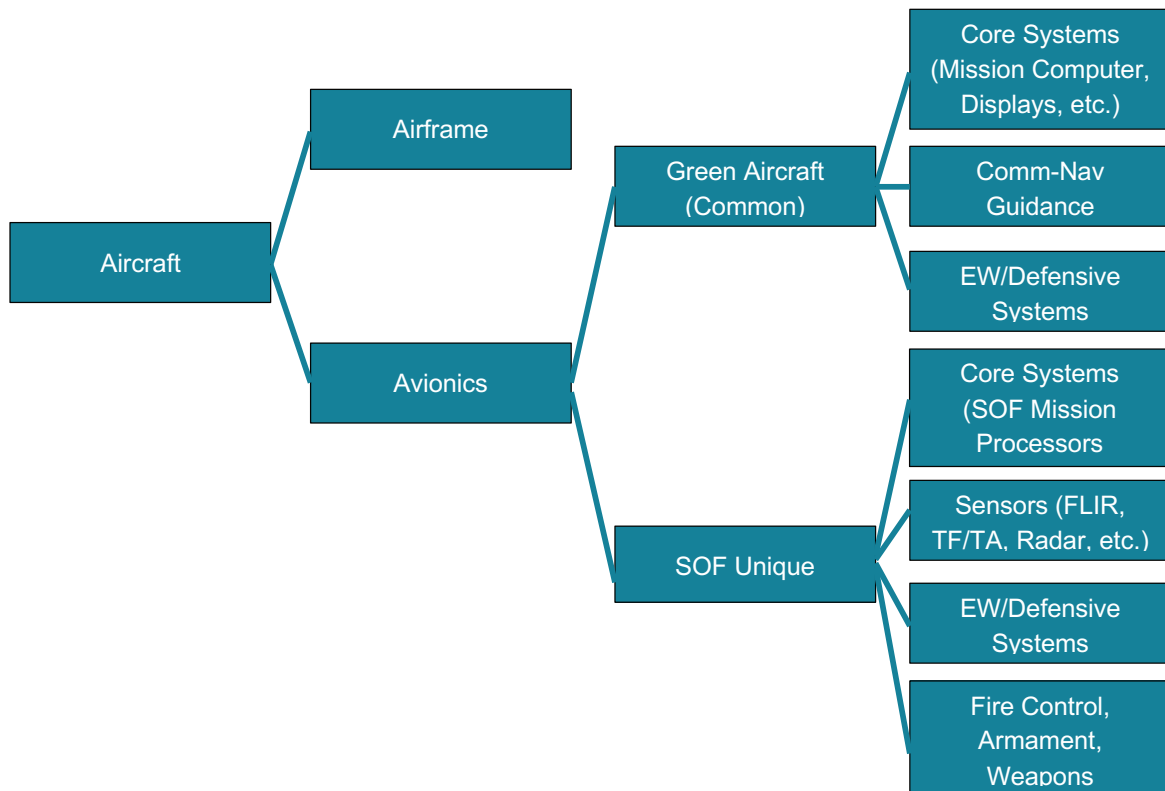 Aircraft
Airframe
Avionics
Green Aircraft
(Common)
SOF Unique
Core Systems
(Mission Computer,
Displays, etc.)
Comm-Nav
Guidance
EW/Defensive
Systems
Core Systems
(SOF Mission
Processors
Sensors (FLIR,
TF/TA, Radar, etc.)
EW/Defensive
Systems
Fire Control,
Armament,
Weapons